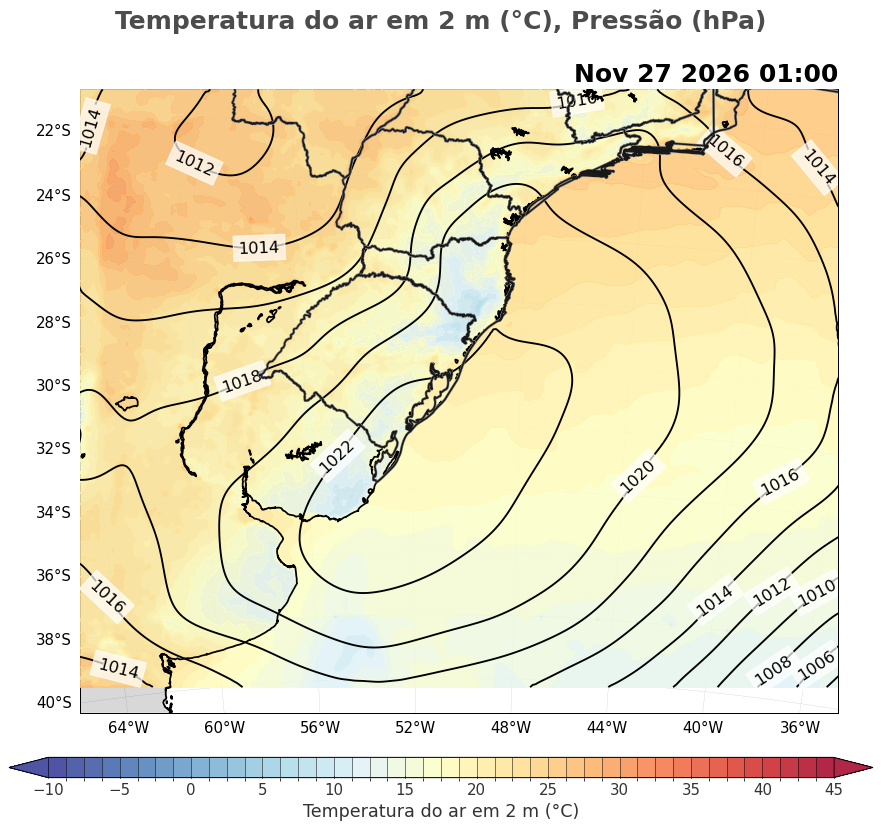 Temperatura do ar em 2 m (°C), Pressão (hPa)
Nov 27 2026 01:00
1014
1012
1016
1016
1014
22°S
24°S
1014
26°S
28°S
1018
30°S
1022
1020
1016
32°S
34°S
36°S
1016
1014
1012
1010
38°S
1014
1008
1006
40°S
64°W 60°W 56°W 52°W 48°W 44°W 40°W 36°W
−10 −5 0 5 10 15 20 25 30 35 40 45
Temperatura do ar em 2 m (°C)